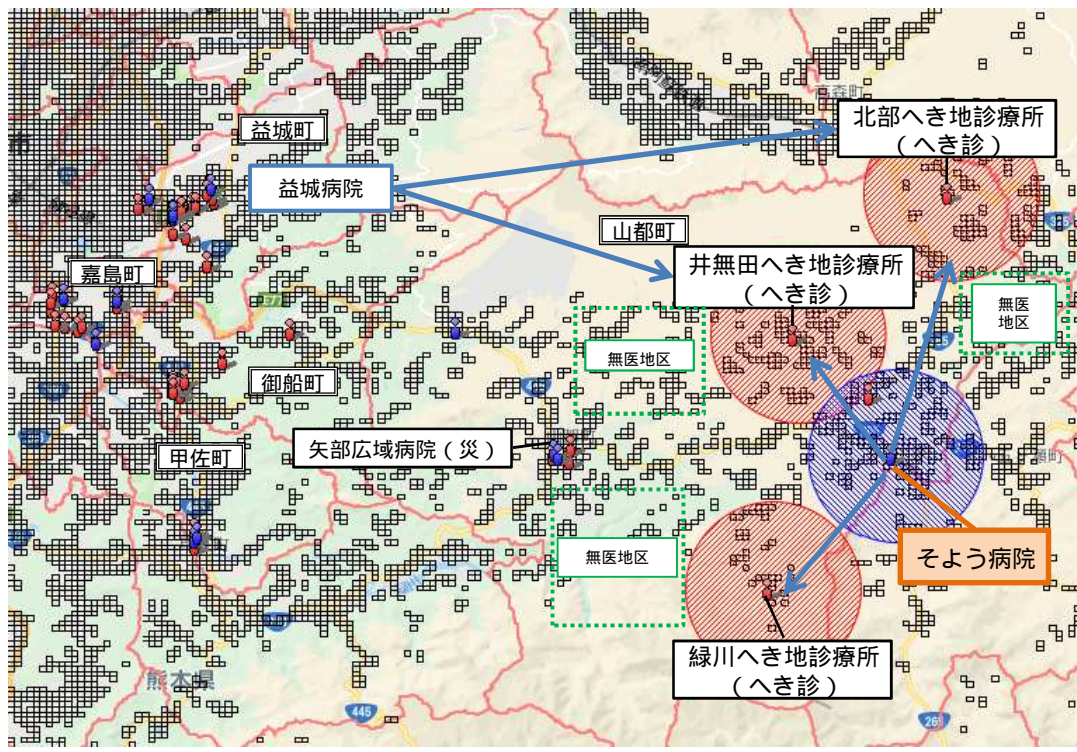 益城町
北部へき地診療所
（へき診）
益城病院
山都町
嘉島町
井無田へき地診療所
（へき診）
無医
地区
無医地区
御船町
矢部広域病院（災）
甲佐町
無医地区
そよう病院
緑川へき地診療所
（へき診）
熊本県
445